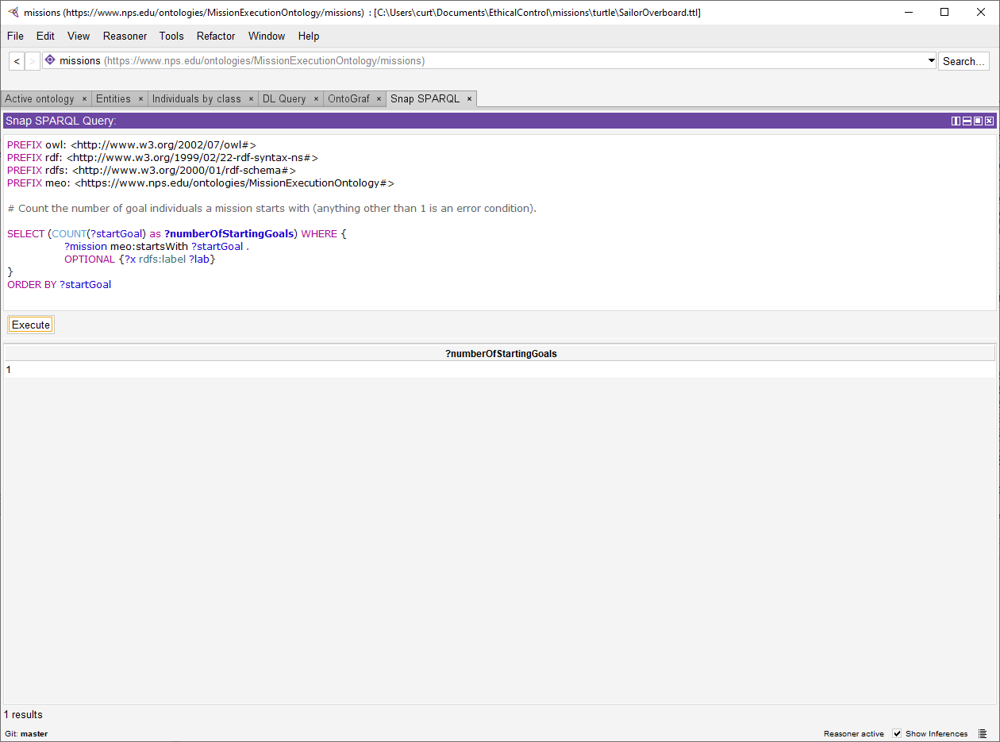 missions (https://www.nps.edu/ontologies/MissionExecutionOntology/missions) : [C:\Users\curt\Documents\EthicalControl\missions\turtle\SailorOverboard.ttl]
File Edit View Reasoner Tools Refactor Window Help
< > missions (https://www.nps.edu/ontologies/MissionExecutionOntology/missions) Search...
Active ontology × Entities × Individuals by class × DL Query × OntoGraf × Snap SPARQL ×
Snap SPARQL Query:
PREFIX owl: <http://www.w3.org/2002/07/owl#>
PREFIX rdf: <http://www.w3.org/1999/02/22-rdf-syntax-ns#>
PREFIX rdfs: <http://www.w3.org/2000/01/rdf-schema#>
PREFIX meo: <https://www.nps.edu/ontologies/MissionExecutionOntology#>
# Count the number of goal individuals a mission starts with (anything other than 1 is an error condition).
SELECT (COUNT(?startGoal) as ?numberOfStartingGoals) WHERE {
?mission meo:startsWith ?startGoal .
OPTIONAL {?x rdfs:label ?lab}
}
ORDER BY ?startGoal
Execute
?numberOfStartingGoals
1
1 results
Git: master Reasoner active Show Inferences